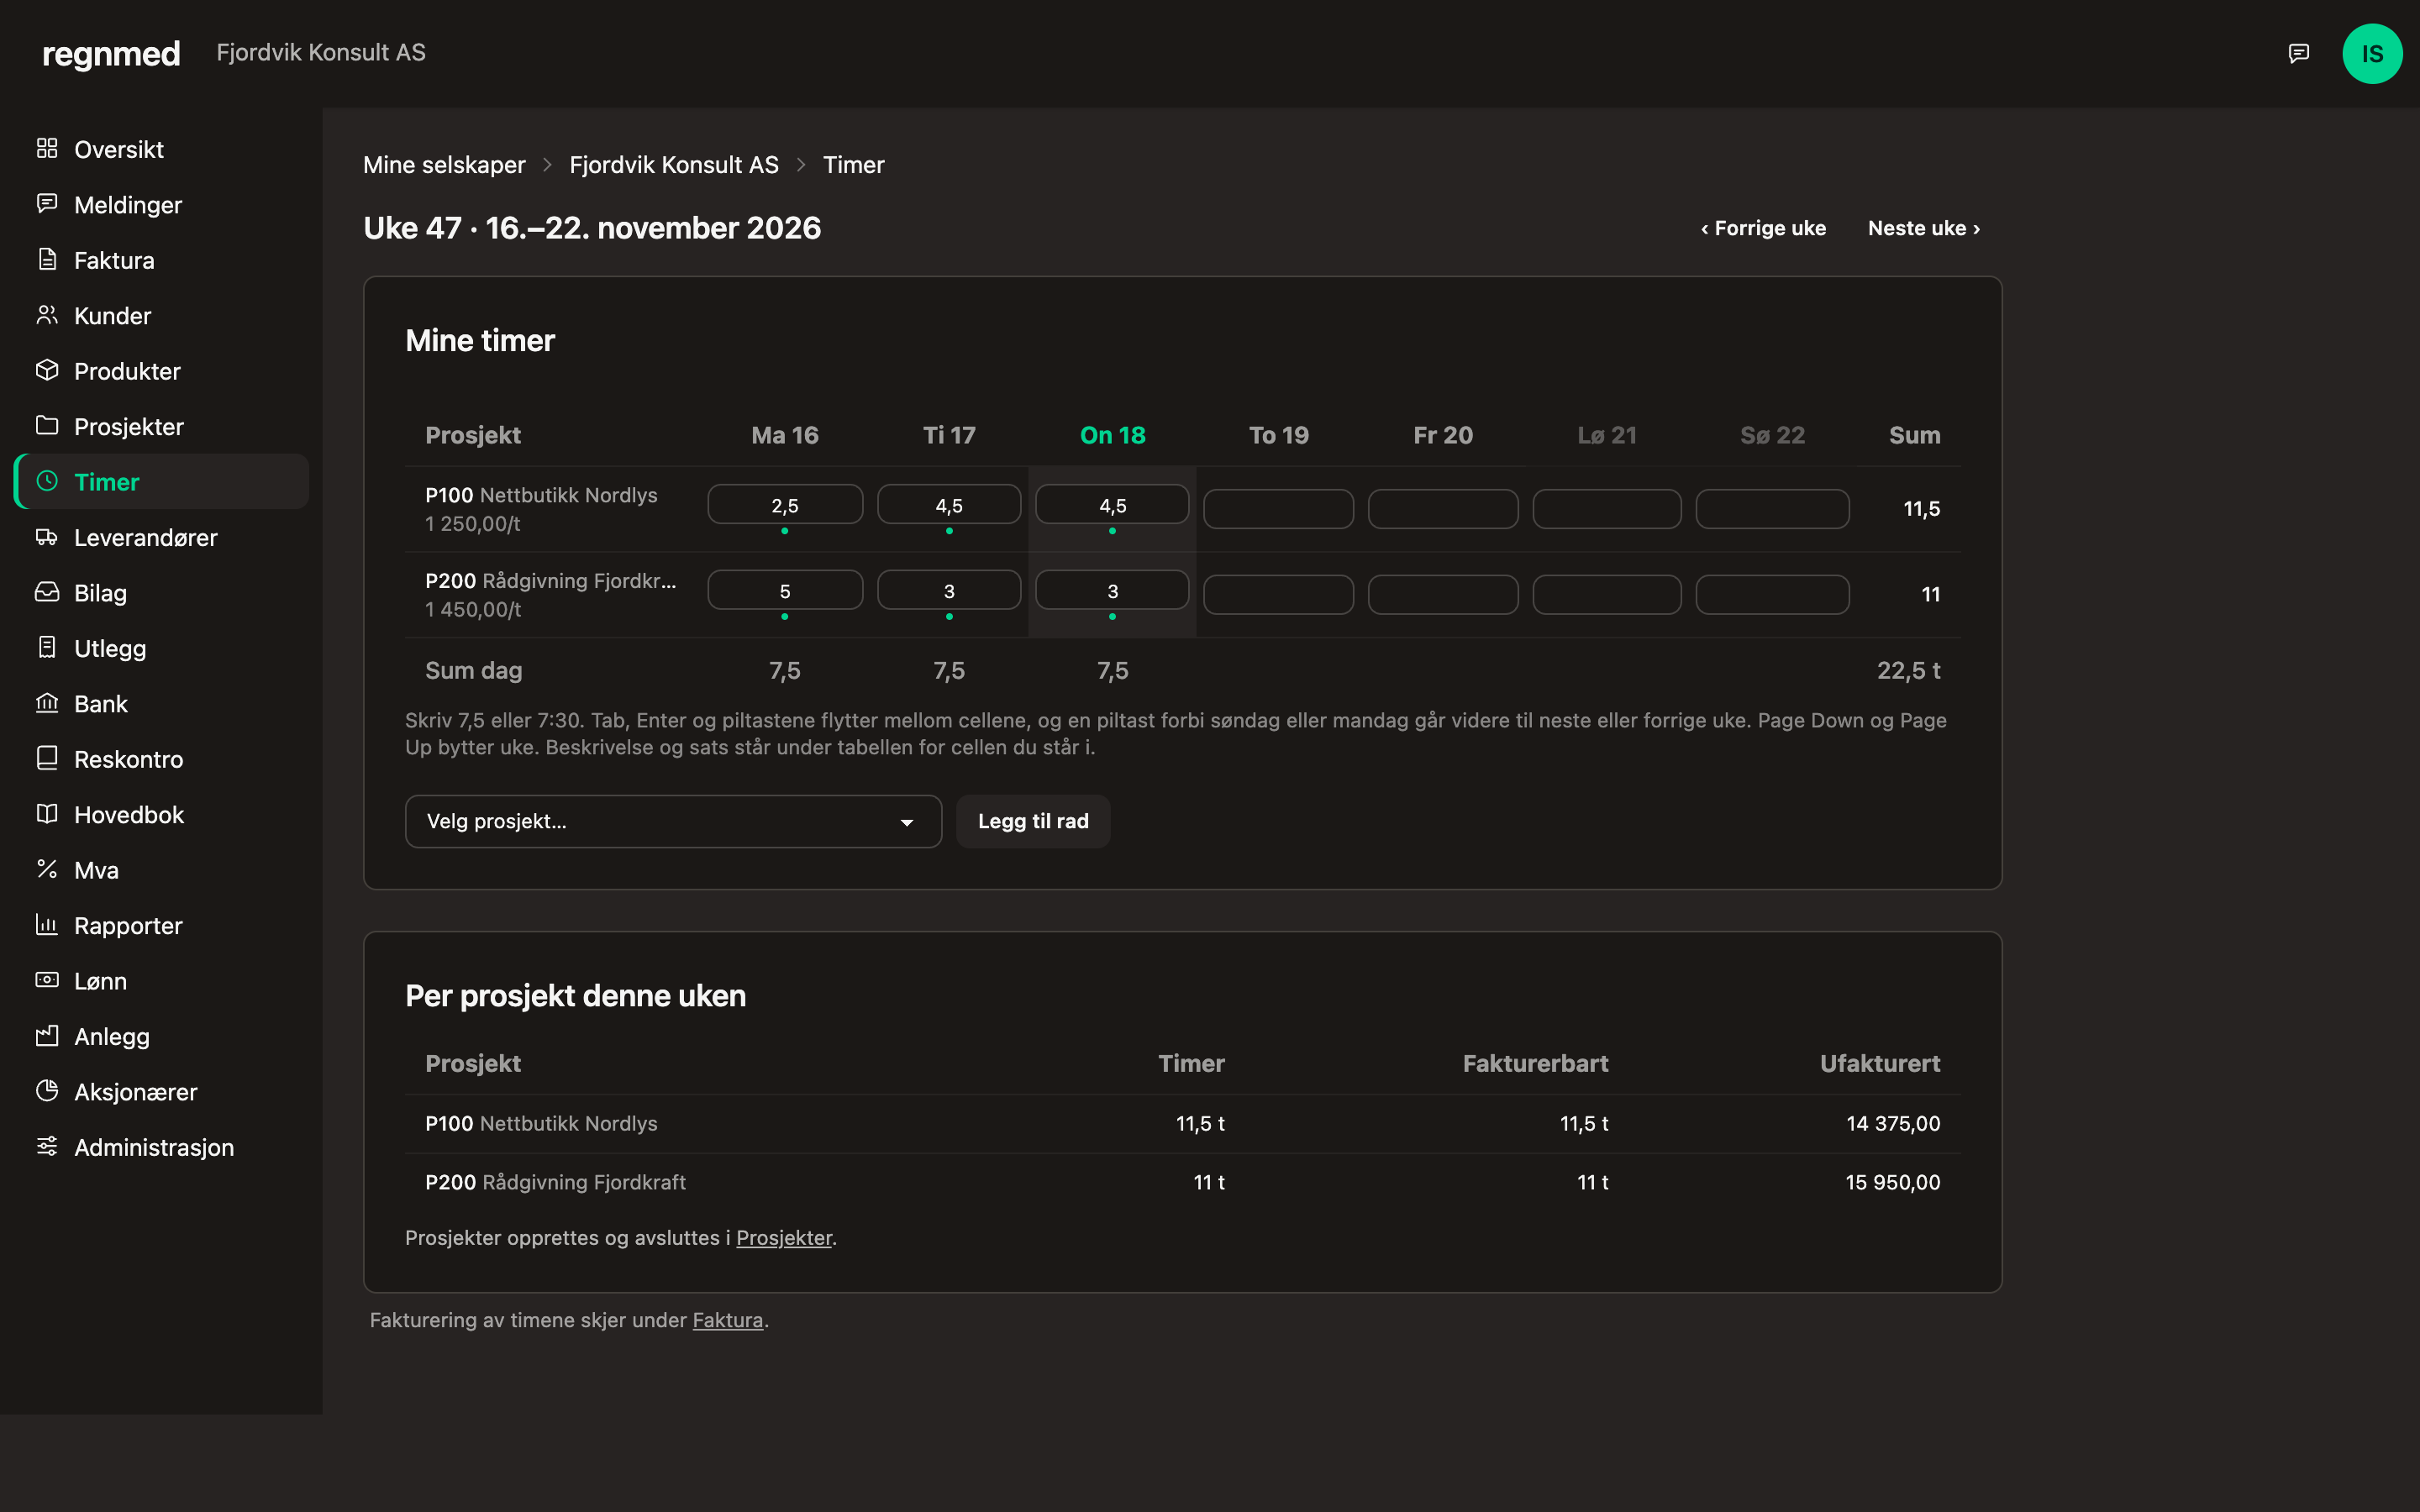 regnmed
Fjordvik Konsult AS
IS
Oversikt
Meldinger
Faktura
Kunder
Produkter
Prosjekter
Timer
Leverandører
Bilag
Utlegg
Bank
Reskontro
Hovedbok
Mva
Rapporter
Lønn
Anlegg
Aksjonærer
Administrasjon
Mine selskaper > Fjordvik Konsult AS > Timer
Uke 47 · 16.–22. november 2026
‹ Forrige uke Neste uke ›
Mine timer
Prosjekt Ma 16 Ti 17 On 18 To 19 Fr 20 Lø 21 Sø 22 Sum
P100 Nettbutikk Nordlys 2,5 4,5 4,5 11,5
1 250,00/t
P200 Rådgivning Fjordkr... 5 3 3 11
1 450,00/t
Sum dag 7,5 7,5 7,5 22,5 t
Skriv 7,5 eller 7:30. Tab, Enter og piltastene flytter mellom cellene, og en piltast forbi søndag eller mandag går videre til neste eller forrige uke. Page Down og Page
Up bytter uke. Beskrivelse og sats står under tabellen for cellen du står i.
Velg prosjekt... Legg til rad
Per prosjekt denne uken
Prosjekt Timer Fakturerbart Ufakturert
P100 Nettbutikk Nordlys 11,5 t 11,5 t 14 375,00
P200 Rådgivning Fjordkraft 11 t 11 t 15 950,00
Prosjekter opprettes og avsluttes i Prosjekter.
Fakturering av timene skjer under Faktura.